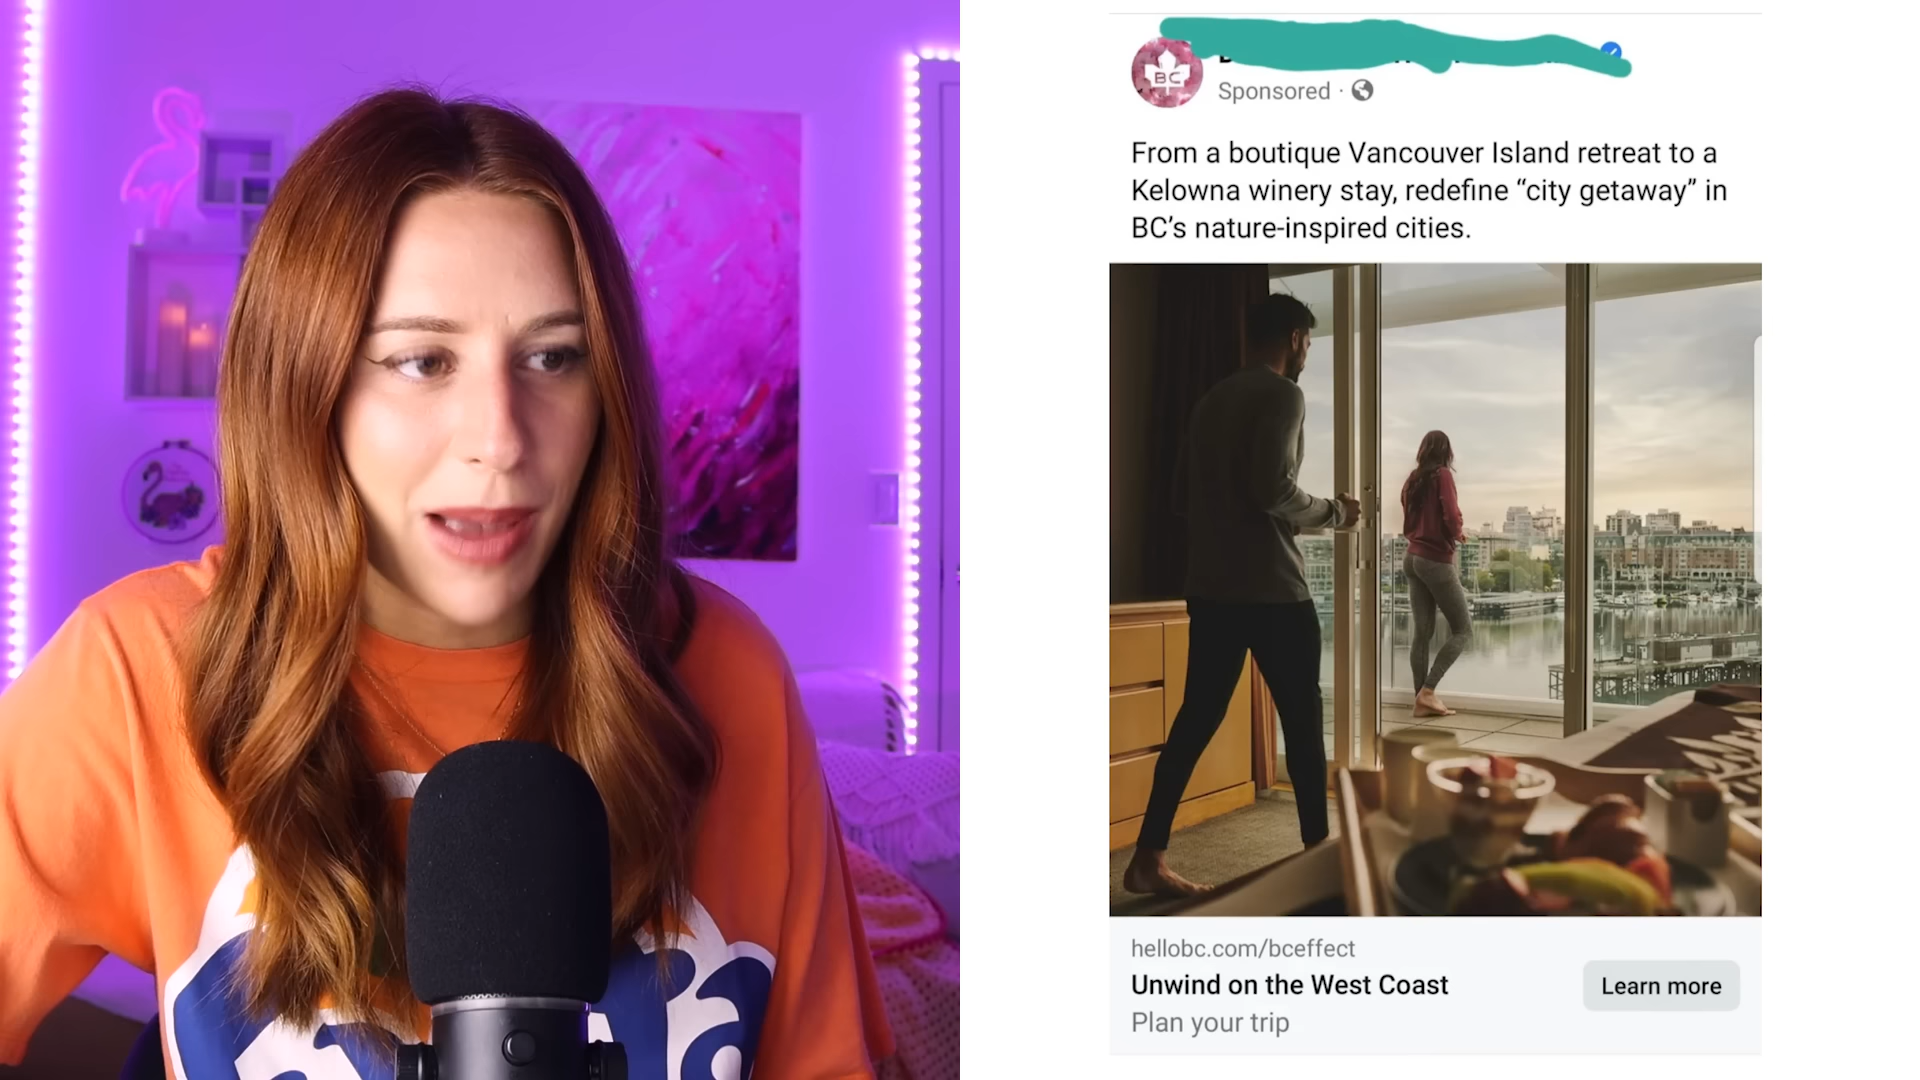 BC
Sponsored ·
From a boutique Vancouver Island retreat to a
Kelowna winery stay, redefine “city getaway” in
BC’s nature-inspired cities.
hellobc.com/bceffect
Unwind on the West Coast
Learn more
Plan your trip